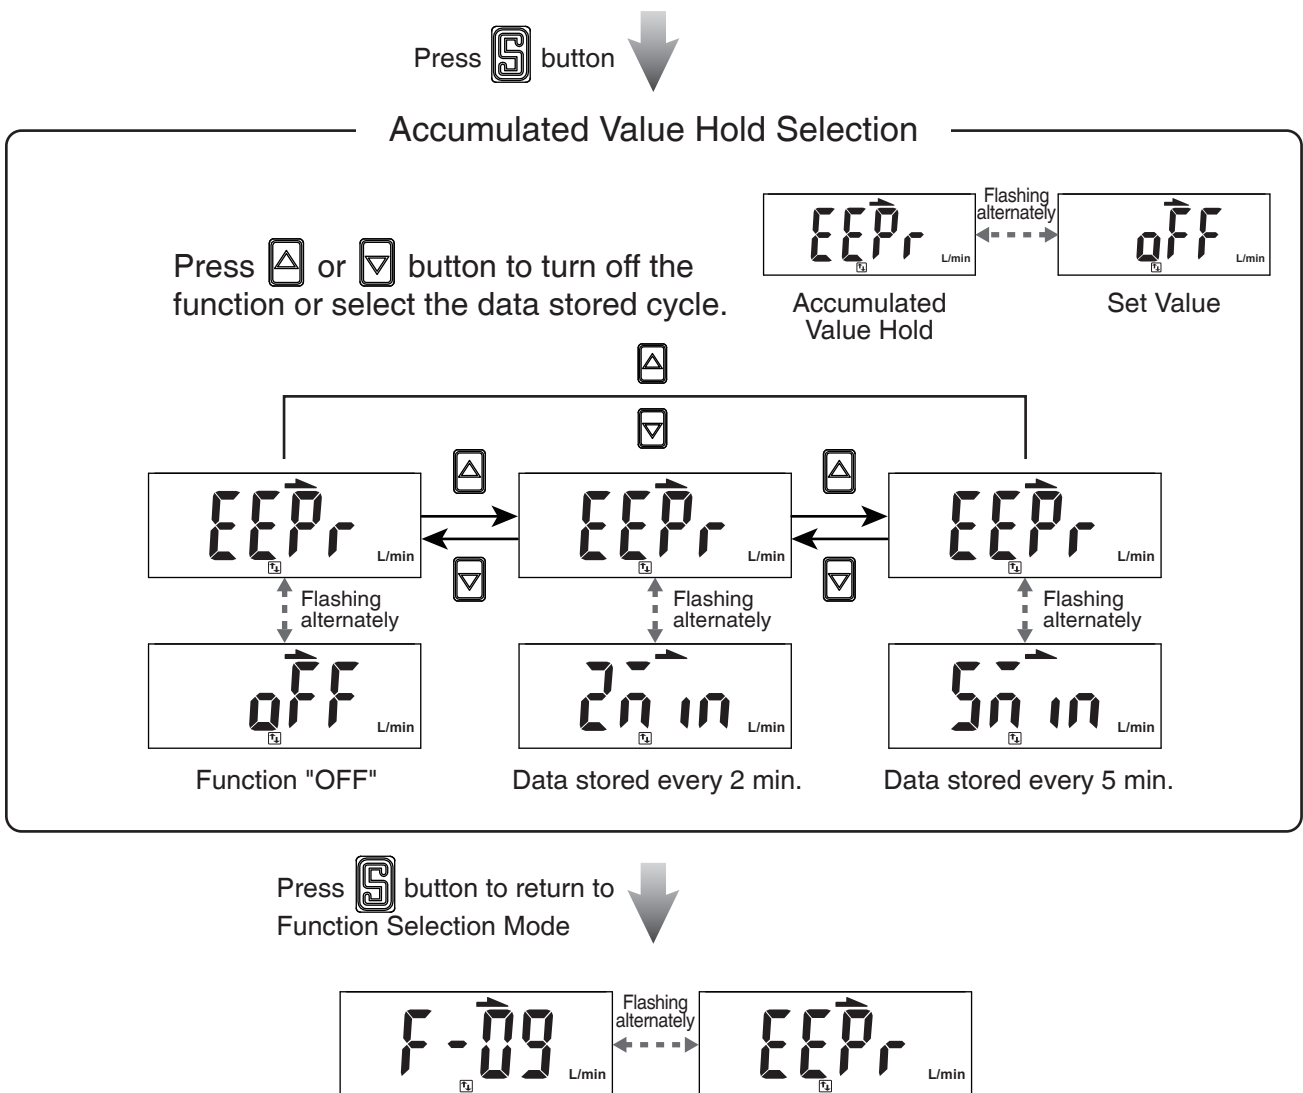 Press S button
Accumulated Value Hold Selection
Flashing
alternately
EEPr L/min
oFF L/min
Press △ or ▽ button to turn off the
function or select the data stored cycle.
Accumulated
Value Hold
Set Value
EEPr L/min
EEPr L/min
EEPr L/min
Flashing
alternately
Flashing
alternately
Flashing
alternately
oFF L/min
2min L/min
5min L/min
Function "OFF"
Data stored every 2 min.
Data stored every 5 min.
Press S button to return to
Function Selection Mode
Flashing
alternately
F-09 L/min
EEPr L/min